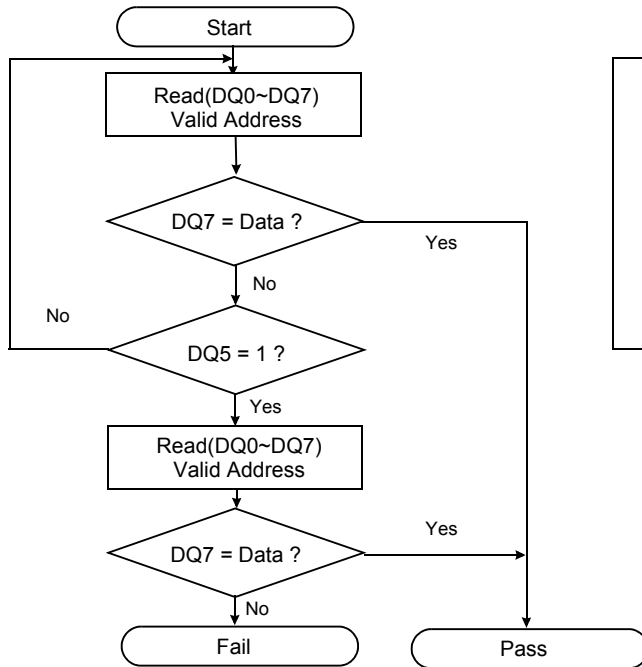 Start
Read(DQ0~DQ7)
Valid Address
DQ7 = Data ?
Yes
No
No
DQ5 = 1 ?
Yes
Read(DQ0~DQ7)
Valid Address
DQ7 = Data ?
Yes
No
Fail
Pass